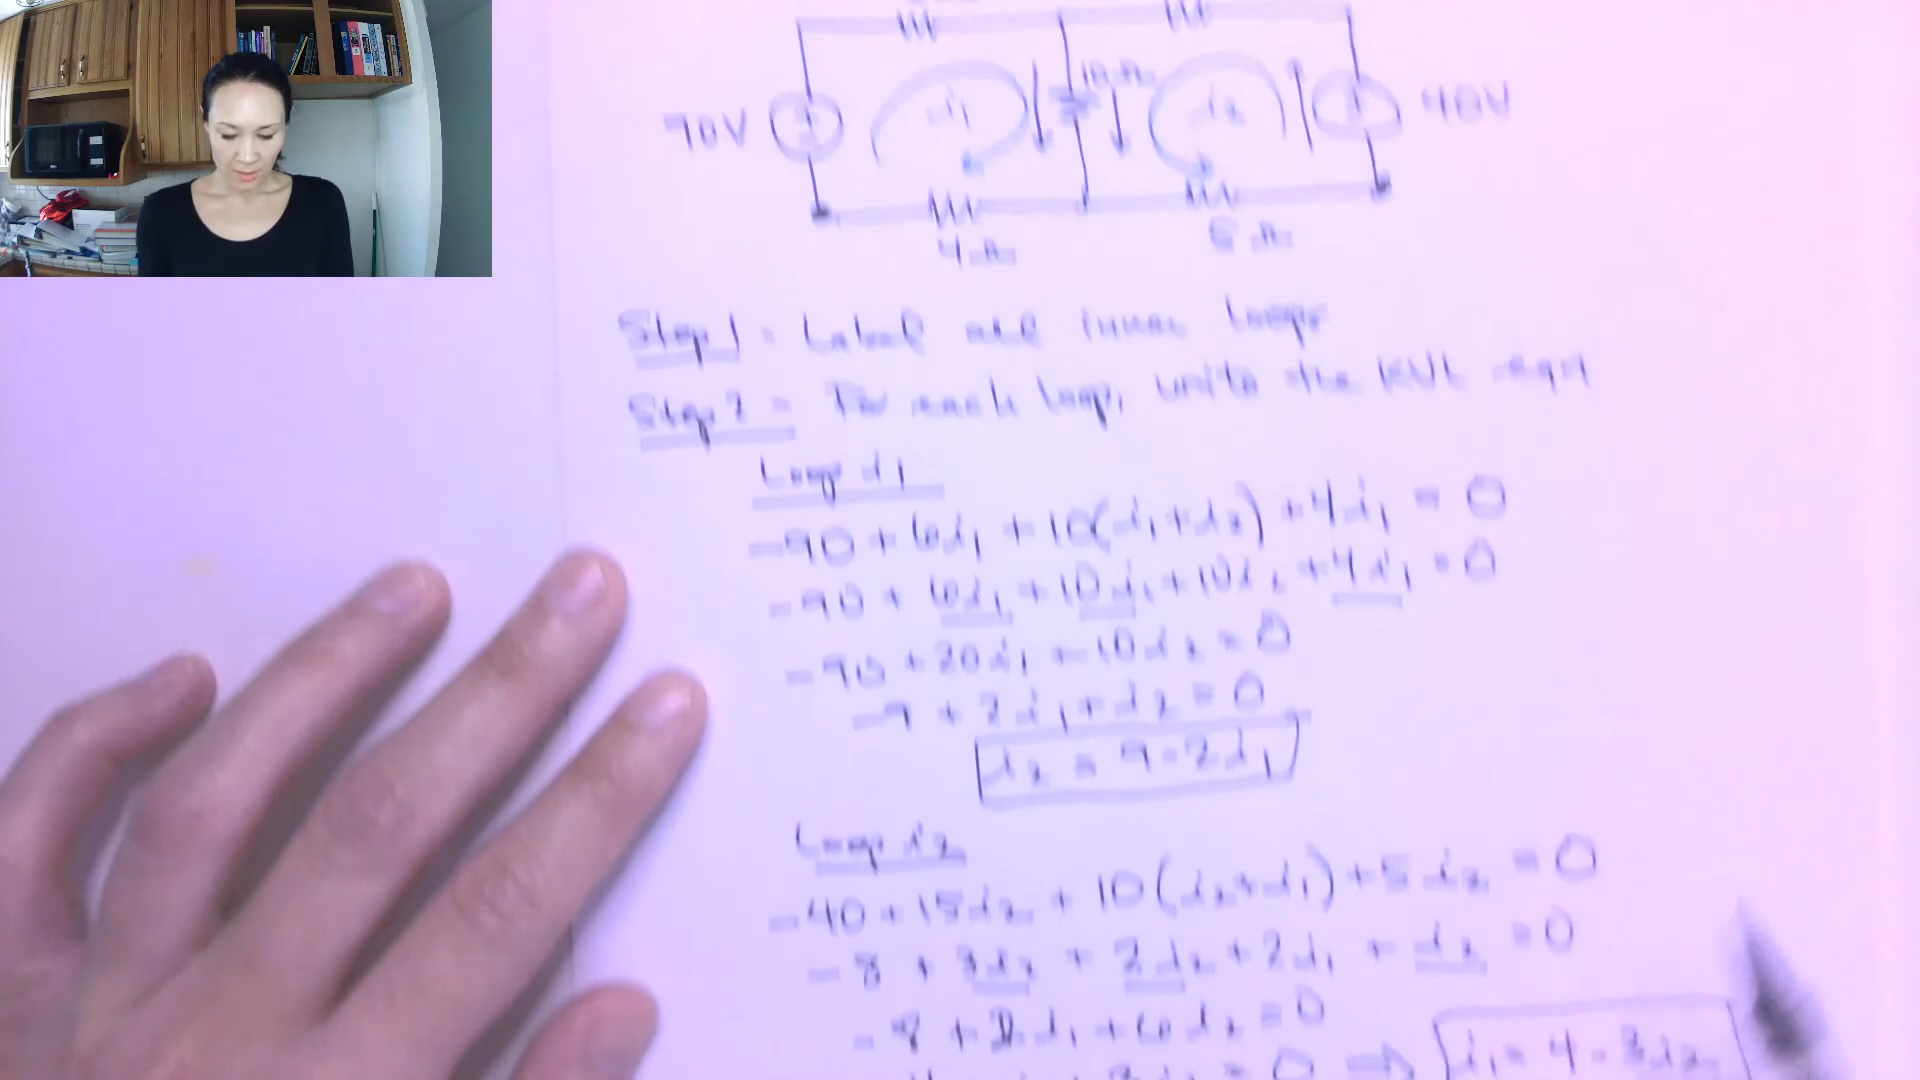 90V
i1
10Ω
i2
40V
4Ω
5Ω
Step 1 = Label all inner loops
Step 2 = For each loop, write the KVL eqn
Loop i1
-90 + 6i1 + 10(i1+i2) + 4i1 = 0
-90 + 6i1 + 10i1 + 10i2 + 4i1 = 0
-90 + 20i1 + 10i2 = 0
-9 + 2i1 + i2 = 0
i2 = 9 - 2i1
Loop i2
-40 + 15i2 + 10(i2+i1) + 5i2 = 0
-8 + 3i2 + 2i2 + 2i1 + i2 = 0
-8 + 2i1 + 6i2 = 0
= 0 ⇒ i1 = 4 - 3i2